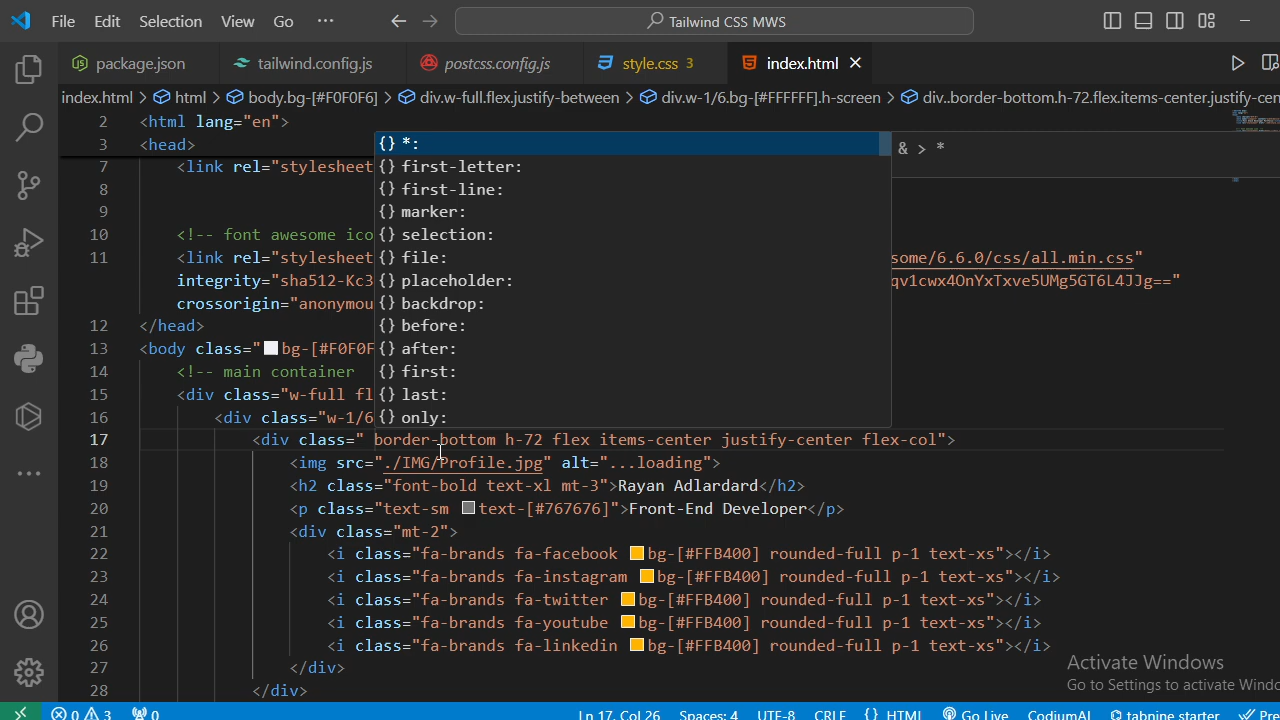 File Edit Selection View Go ··· Tailwind CSS MWS
package.json tailwind.config.js postcss.config.js style.css 3 index.html
index.html > html > body.bg-[#F0F0F6] > div.w-full.flex.justify-between > div.w-1/6.bg-[#FFFFFF].h-screen > div..border-bottom.h-72.flex.items-center.justify-cen
2 <html lang="en">
3 <head>
{} *:
& > *
7 <link rel="stylesheet
{} first-letter:
8
{} first-line:
9
{} marker:
10 <!-- font awesome ico
{} selection:
11 <link rel="stylesheet
{} file:
some/6.6.0/css/all.min.css"
integrity="sha512-Kc3
{} placeholder:
qv1cwx4OnYxTxve5UMg5GT6L4JJg=="
crossorigin="anonymou
{} backdrop:
12 </head>
{} before:
13 <body class="bg-[#F0F0F
{} after:
14 <!-- main container
{} first:
15 <div class="w-full fl
{} last:
16 <div class="w-1/6
{} only:
17 <div class=" border-bottom h-72 flex items-center justify-center flex-col">
18 <img src="./IMG/Profile.jpg" alt="...loading">
19 <h2 class="font-bold text-xl mt-3">Rayan Adlardard</h2>
20 <p class="text-sm text-[#767676]">Front-End Developer</p>
21 <div class="mt-2">
22 <i class="fa-brands fa-facebook bg-[#FFB400] rounded-full p-1 text-xs"></i>
23 <i class="fa-brands fa-instagram bg-[#FFB400] rounded-full p-1 text-xs"></i>
24 <i class="fa-brands fa-twitter bg-[#FFB400] rounded-full p-1 text-xs"></i>
25 <i class="fa-brands fa-youtube bg-[#FFB400] rounded-full p-1 text-xs"></i>
26 <i class="fa-brands fa-linkedin bg-[#FFB400] rounded-full p-1 text-xs"></i>
27 </div>
28 </div>
Activate Windows
Go to Settings to activate Windo
0 3 0 Ln 17, Col 26 Spaces: 4 UTF-8 CRLF {} HTML Go Live CodiumAI tabnine starter Pre